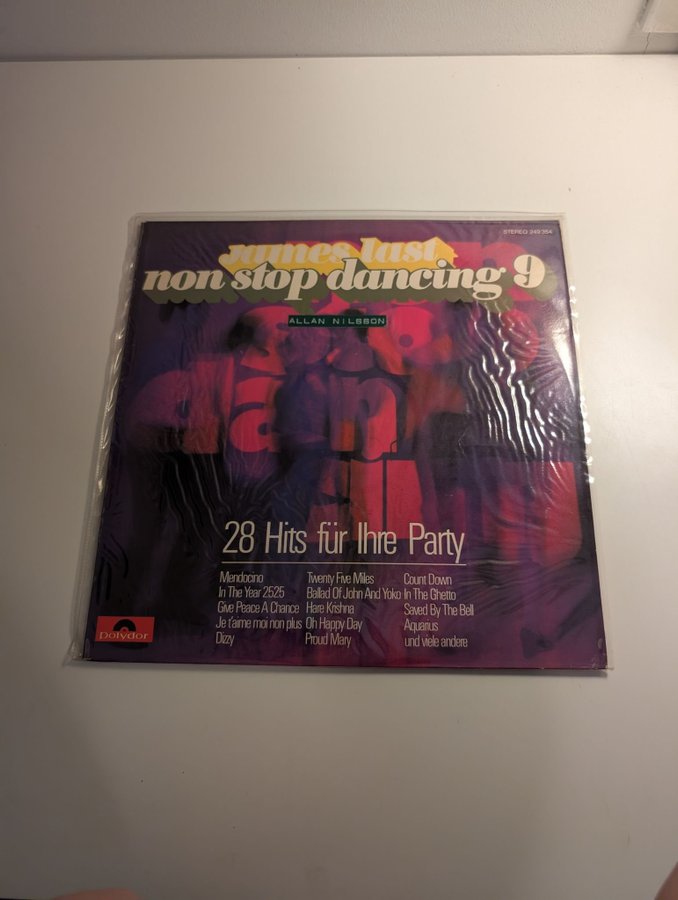 STEREO 249 354
James last
non stop dancing 9
ALLAN NILSSON
28 Hits für Ihre Party
Mendocino
In The Year 2525
Give Peace A Chance
Je t'aime moi non plus
Dizzy
Twenty Five Miles
Ballad Of John And Yoko
Hare Krishna
Oh Happy Day
Proud Mary
Count Down
In The Ghetto
Saved By The Bell
Aquarius
und viele andere
Polydor